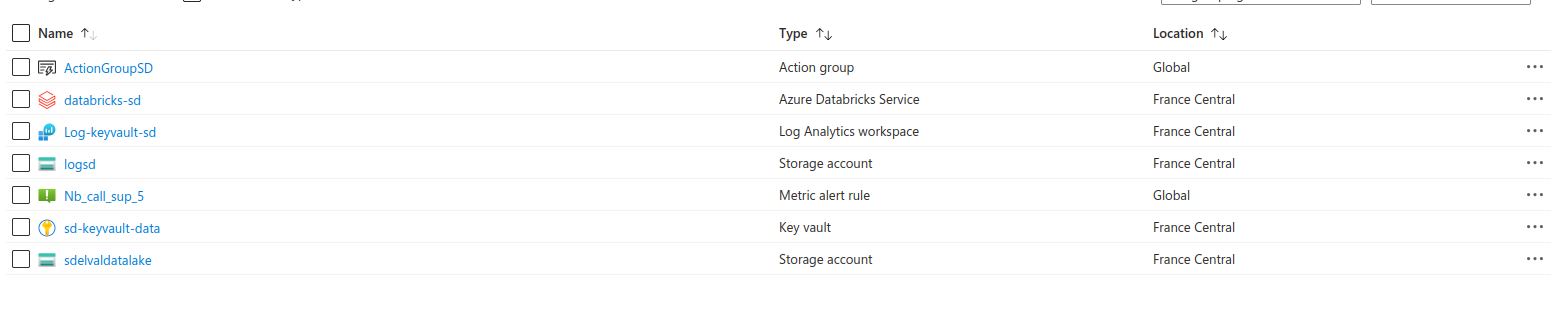 Name Type Location
ActionGroupSD Action group Global
databricks-sd Azure Databricks Service France Central
Log-keyvault-sd Log Analytics workspace France Central
logsd Storage account France Central
Nb_call_sup_5 Metric alert rule Global
sd-keyvault-data Key vault France Central
sdelvaldatalake Storage account France Central